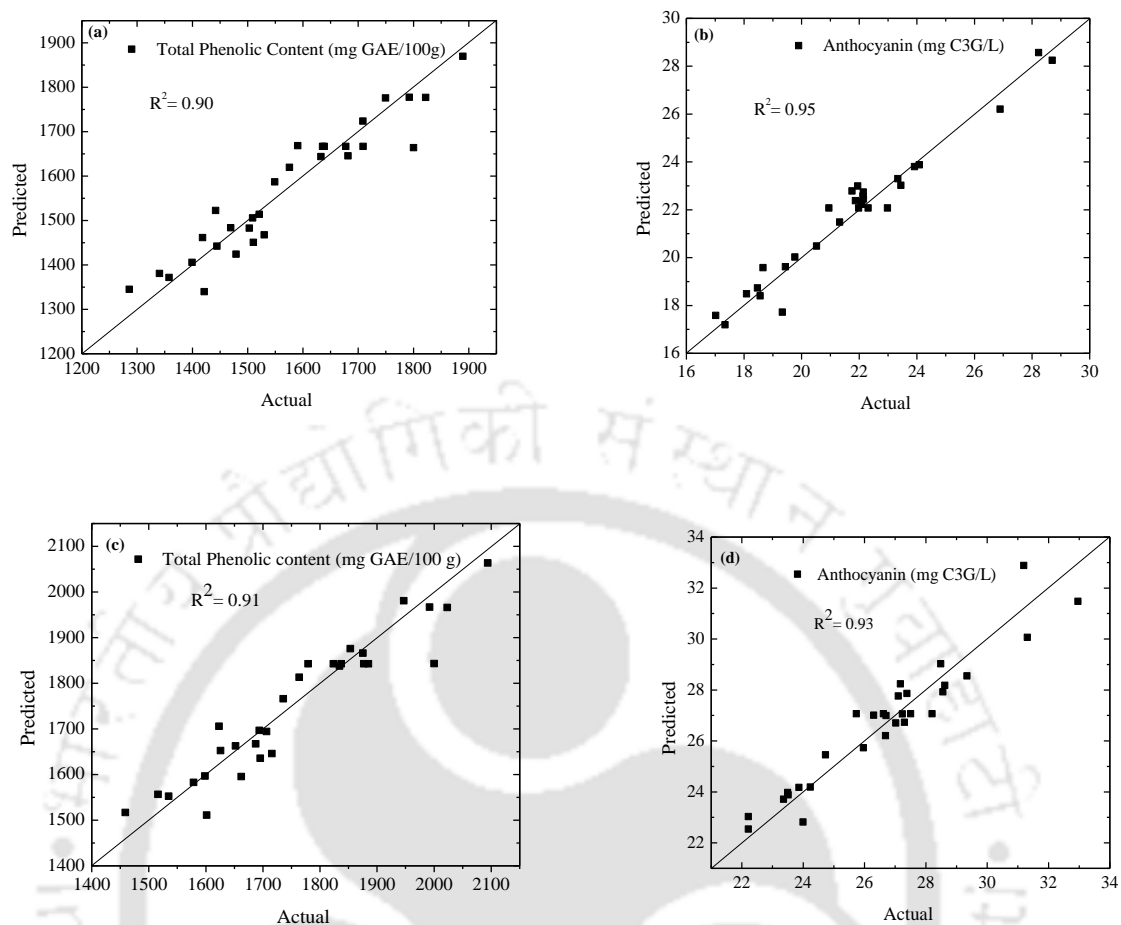 (a)
Total Phenolic Content (mg GAE/100g)
R²= 0.90
1900
1800
1700
1600
1500
1400
1300
1200
1200 1300 1400 1500 1600 1700 1800 1900
Predicted
Actual
(b)
Anthocyanin (mg C3G/L)
R²= 0.95
30
28
26
24
22
20
18
16
16 18 20 22 24 26 28 30
Predicted
Actual
(c)
Total Phenolic content (mg GAE/100 g)
R²= 0.91
2100
2000
1900
1800
1700
1600
1500
1400
1400 1500 1600 1700 1800 1900 2000 2100
Predicted
Actual
(d)
Anthocyanin (mg C3G/L)
R²= 0.93
34
32
30
28
26
24
22
22 24 26 28 30 32 34
Predicted
Actual